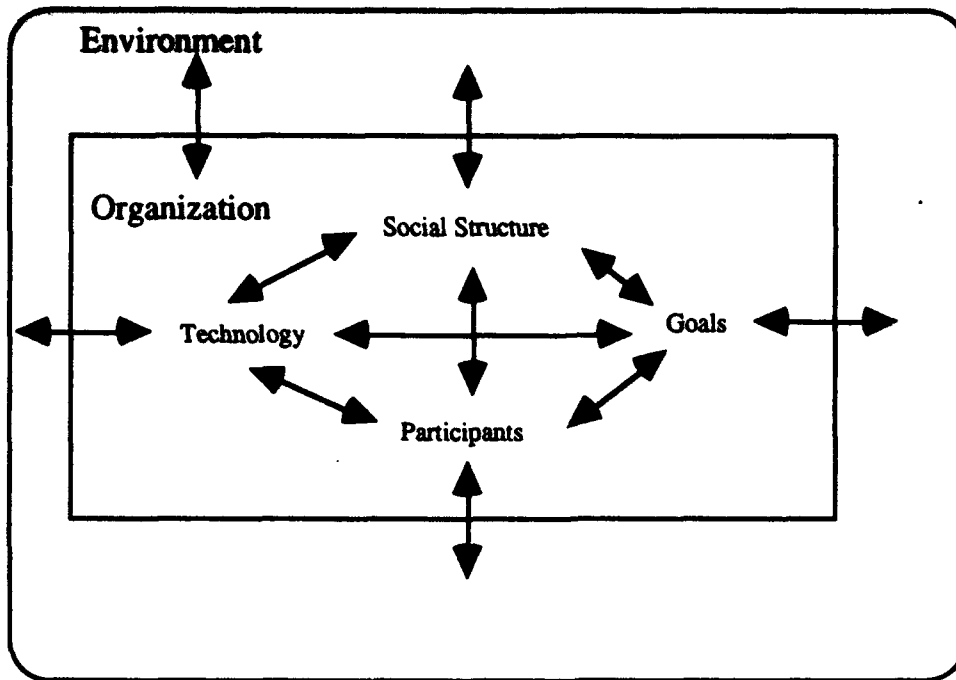 Environment
Organization
Social Structure
Technology
Goals
Participants